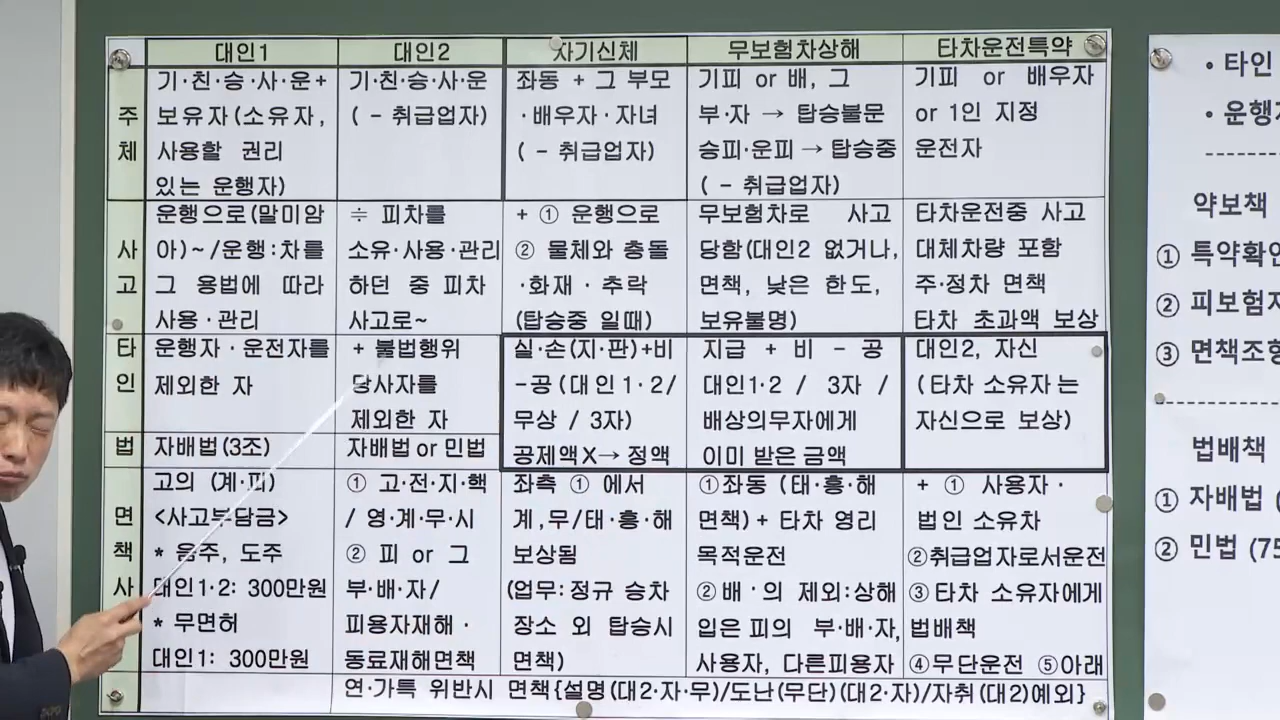 대인1 대인2 자기신체 무보험차상해 타차운전특약
주체
기·친·승·사·운+
보유자(소유자,
사용할 권리
있는 운행자)
기·친·승·사·운
( - 취급업자)
좌동 + 그 부모
·배우자·자녀
( - 취급업자)
기피 or 배, 그
부·자 → 탑승불문
승피·운피→탑승중
( - 취급업자)
기피 or 배우자
or 1인 지정
운전자
사고
운행으로(말미암
아)~/운행:차를
그 용법에 따라
사용·관리
≒ 피차를
소유·사용·관리
하던 중 피차
사고로~
+ ① 운행으로
② 물체와 충돌
·화재·추락
(탑승중 일때)
무보험차로 사고
당함(대인2 없거나,
면책, 낮은 한도,
보유불명)
타차운전중 사고
대체차량 포함
주·정차 면책
타차 초과액 보상
타인
운행자·운전자를
제외한 자
+ 불법행위
당사자를
제외한 자
실·손(지·판)+비
-공(대인1·2/
무상 / 3자)
공제액X→ 정액
지급 + 비 - 공
대인1·2 / 3자 /
배상의무자에게
이미 받은 금액
대인2, 자신
(타차 소유자는
자신으로 보상)
법
자배법(3조)
자배법 or 민법
면책사
고의 (계·피)
<사고부담금>
* 음주, 도주
대인1·2: 300만원
* 무면허
대인1: 300만원
① 고·전·지·핵
/ 영·계·무·시
② 피 or 그
부·배·자/
피용자재해·
동료재해면책
좌측 ① 에서
계,무/태·흥·해
보상됨
(업무:정규 승차
장소 외 탑승시
면책)
①좌동 (태·흥·해
면책)+ 타차 영리
목적운전
②배·의 제외:상해
입은 피의 부·배·자,
사용자, 다른피용자
+ ① 사용자·
법인 소유차
②취급업자로서운전
③타차 소유자에게
법배책
④무단운전 ⑤아래
연·가특 위반시 면책{설명(대2·자·무)/도난(무단)(대2·자)/자취(대2)예외}
• 타인
• 운행
약보책
① 특약확인
② 피보험자
③ 면책조항
법배책
① 자배법 (
② 민법 (75